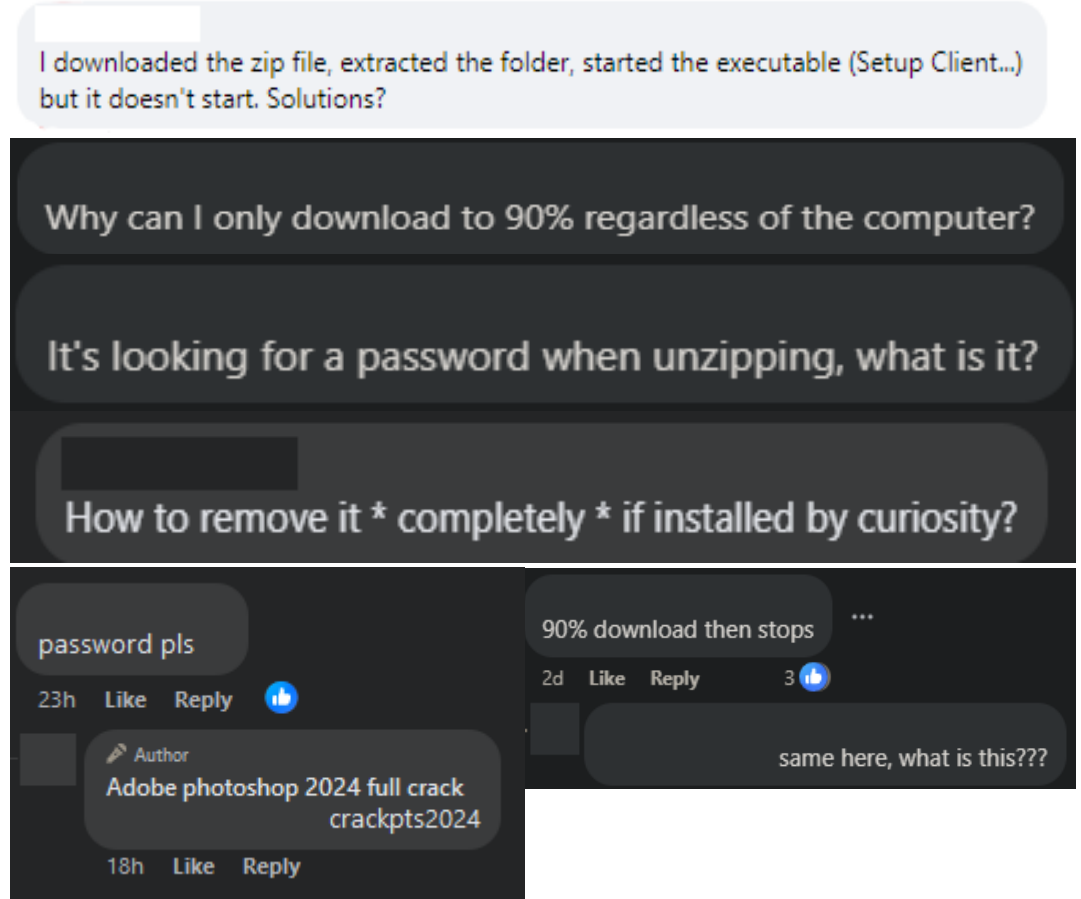 I downloaded the zip file, extracted the folder, started the executable (Setup Client...)
but it doesn't start. Solutions?
Why can I only download to 90% regardless of the computer?
It's looking for a password when unzipping, what is it?
How to remove it * completely * if installed by curiosity?
password pls
23h Like Reply
Author
Adobe photoshop 2024 full crack
crackpts2024
18h Like Reply
90% download then stops
2d Like Reply 3
same here, what is this???